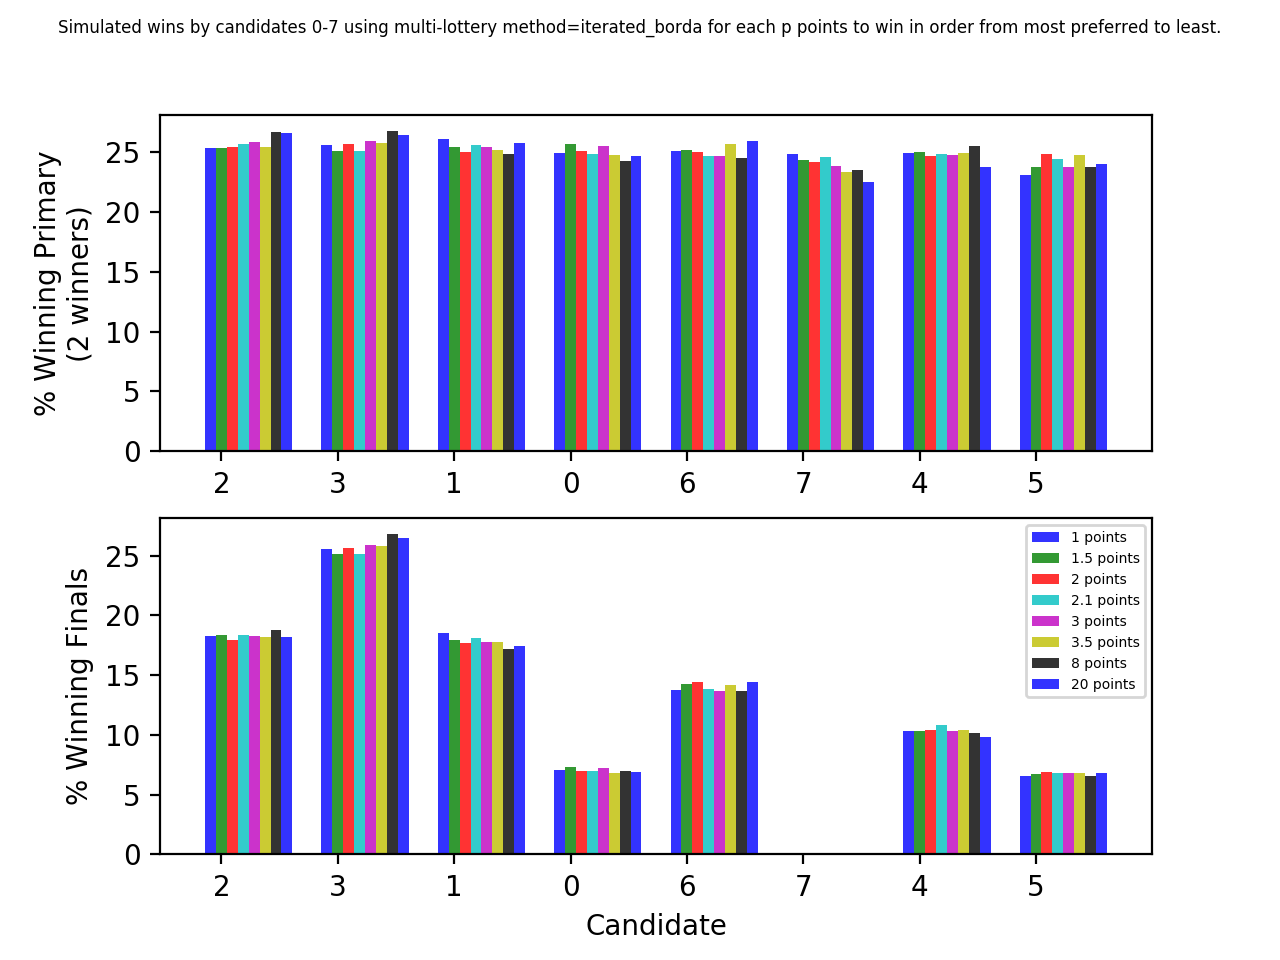 Simulated wins by candidates 0-7 using multi-lottery method=iterated_borda for each p points to win in order from most preferred to least.
% Winning Primary
(2 winners)
25
20
15
10
5
0
2 3 1 0 6 7 4 5
% Winning Finals
25
20
15
10
5
0
1 points
1.5 points
2 points
2.1 points
3 points
3.5 points
8 points
20 points
2 3 1 0 6 7 4 5
Candidate